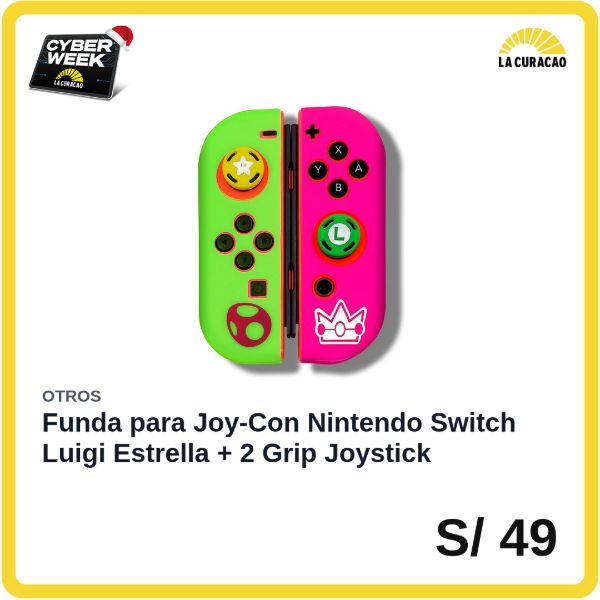 CYBER
WEEK
LA CURACAO
LA CURACAO
X
Y
A
B
L
OTROS
Funda para Joy-Con Nintendo Switch
Luigi Estrella + 2 Grip Joystick
S/ 49